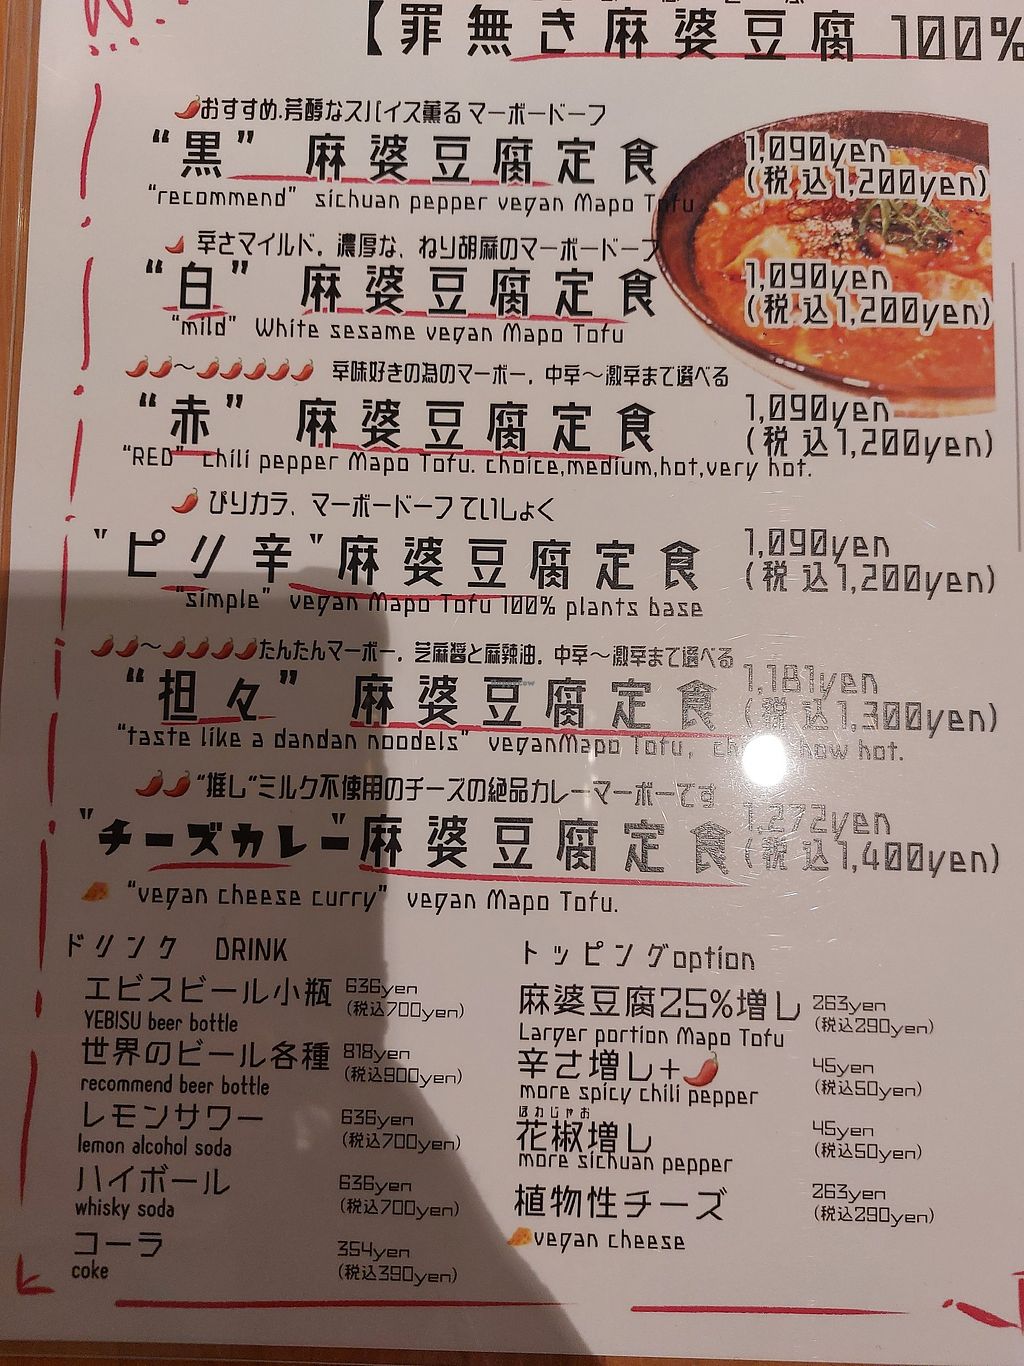 【罪無き麻婆豆腐 100%
おすすめ.芳醇なスパイス薫るマーボードーフ
“黒” 麻婆豆腐定食 1,090yen
(税込1,200yen)
“recommend” sichuan pepper vegan Mapo Tofu
辛さマイルド。濃厚な、ねり胡麻のマーボードーフ
“白” 麻婆豆腐定食 1,090yen
(税込1,200yen)
“mild” White sesame vegan Mapo Tofu
〜 辛味好きの為のマーボー。中辛〜激辛まで選べる
“赤” 麻婆豆腐定食 1,090yen
(税込1,200yen)
“RED” chili pepper Mapo Tofu. choice,medium,hot,very hot.
ぴりカラ、マーボードーフていしょく
”ピリ辛”麻婆豆腐定食 1,090yen
(税込1,200yen)
“simple” vegan Mapo Tofu 100% plants base
〜たんたんマーボー。芝麻醤と麻辣油。中辛〜激辛まで選べる
“担々” 麻婆豆腐定食 1,181yen
(税込1,300yen)
“taste like a dandan noodels” veganMapo Tofu, how hot.
“推し”ミルク不使用のチーズの絶品カレーマーボーです
”チーズカレー”麻婆豆腐定食 1,272yen
(税込1,400yen)
“vegan cheese curry” vegan Mapo Tofu.
ドリンク DRINK
エビスビール小瓶 636yen
(税込700yen)
YEBISU beer bottle
世界のビール各種 818yen
(税込900yen)
recommend beer bottle
レモンサワー 636yen
(税込700yen)
lemon alcohol soda
ハイボール 636yen
(税込700yen)
whisky soda
コーラ 354yen
(税込390yen)
coke
トッピングoption
麻婆豆腐25%増し 263yen
(税込290yen)
Larger portion Mapo Tofu
辛さ増し+ 45yen
(税込50yen)
more spicy chili pepper
ほわじゃお
花椒増し 45yen
(税込50yen)
more sichuan pepper
植物性チーズ 263yen
(税込290yen)
vegan cheese